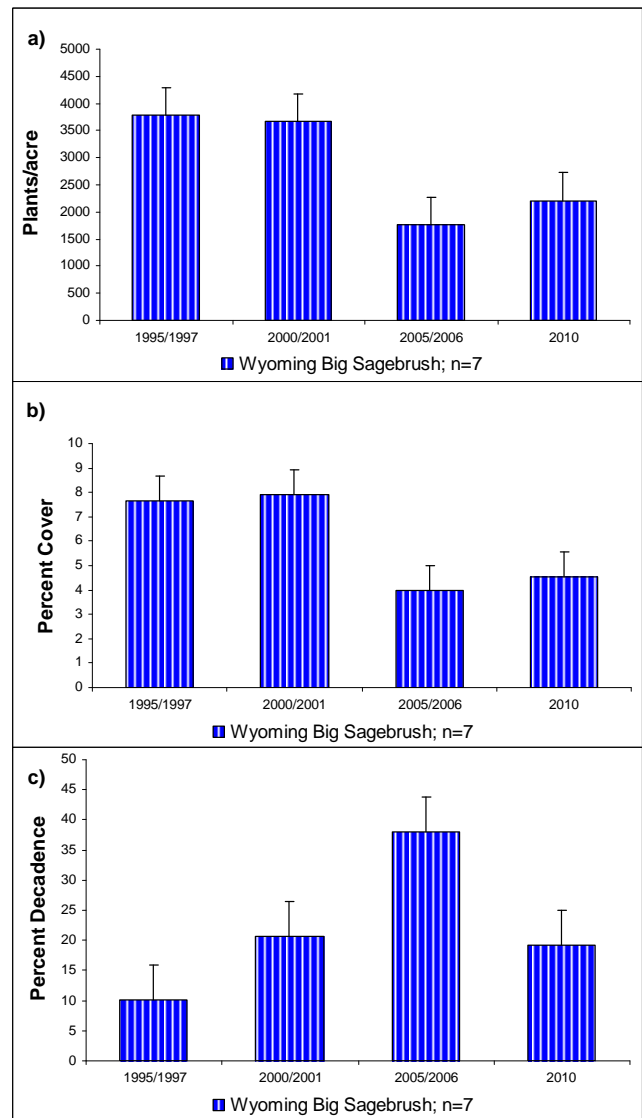 a)
5000
4500
4000
3500
3000
2500
2000
1500
1000
500
0
Plants/acre
1995/1997 2000/2001 2005/2006 2010
Wyoming Big Sagebrush; n=7
b)
10
9
8
7
6
5
4
3
2
1
0
Percent Cover
1995/1997 2000/2001 2005/2006 2010
Wyoming Big Sagebrush; n=7
c)
50
45
40
35
30
25
20
15
10
5
0
Percent Decadence
1995/1997 2000/2001 2005/2006 2010
Wyoming Big Sagebrush; n=7